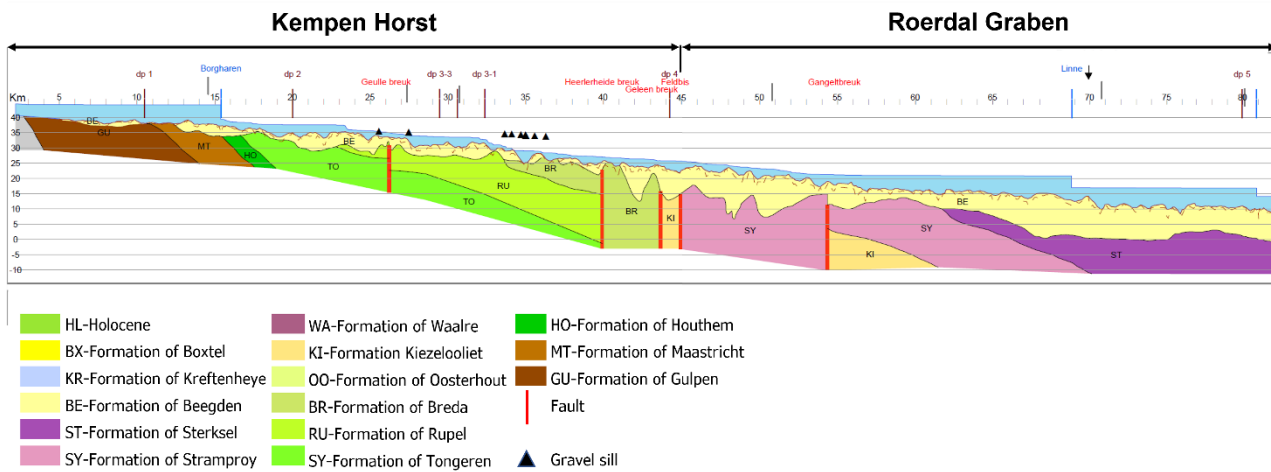 Kempen Horst Roerdal Graben
dp 1 Borgharen dp 2 Geulle breuk dp 3-3 dp 3-1 Heerlerheide breuk dp 4 Feldbis Geleen breuk Gangeltbreuk Linne dp 5
Km 5 10 15 20 25 30 35 40 45 50 55 60 65 70 75 80
40
35
30
25
20
15
10
5
0
-5
-10
BE GU MT HO TO BE RU TO BR BR KI SY KI SY BE ST
HL-Holocene WA-Formation of Waalre HO-Formation of Houthem
BX-Formation of Boxtel KI-Formation Kiezelooliet MT-Formation of Maastricht
KR-Formation of Kreftenheye OO-Formation of Oosterhout GU-Formation of Gulpen
BE-Formation of Beegden BR-Formation of Breda Fault
ST-Formation of Sterksel RU-Formation of Rupel
SY-Formation of Stramproy SY-Formation of Tongeren Gravel sill